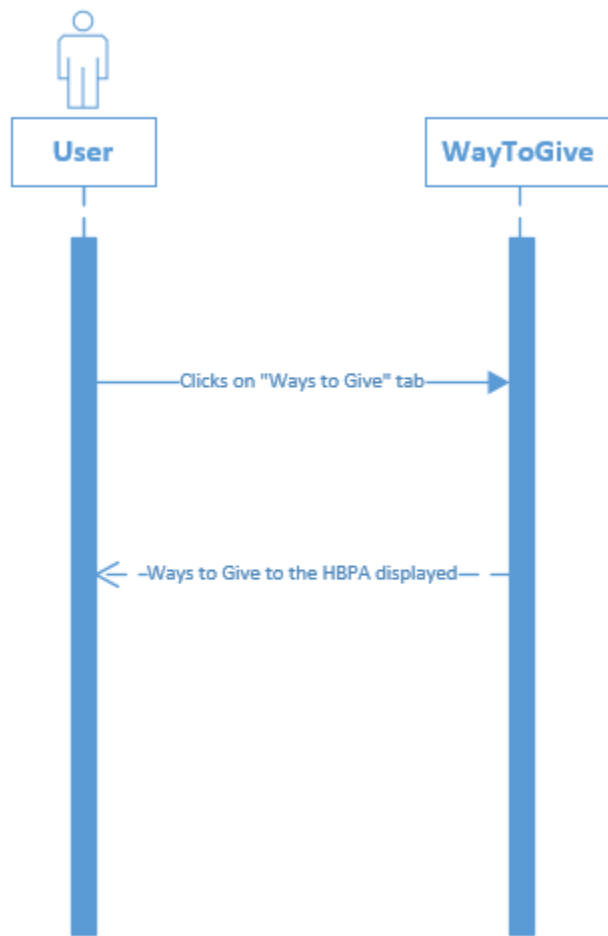 User
WayToGive
Clicks on "Ways to Give" tab
Ways to Give to the HBPA displayed